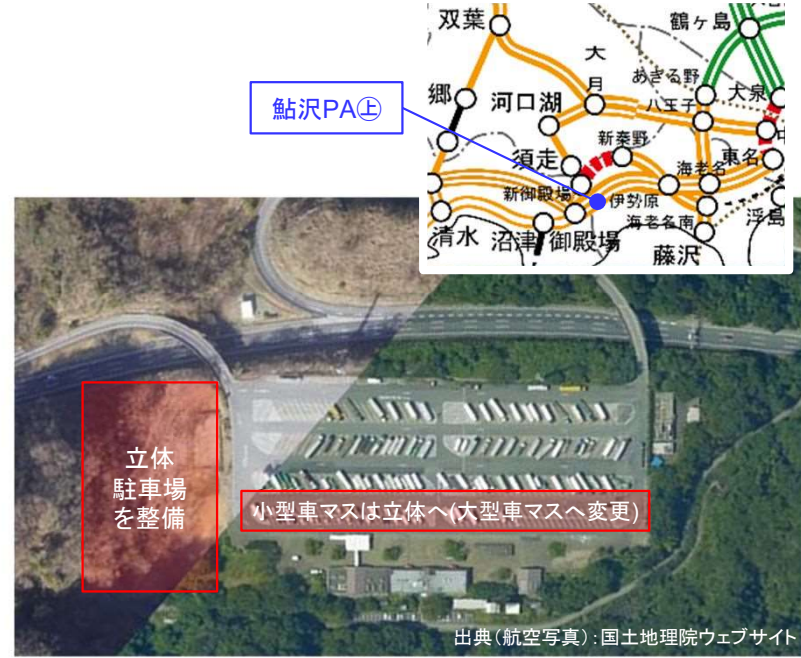 双葉
鶴ヶ島
大
月
あきる野
大泉
八王子
郷
河口湖
中
新秦野
東名
須走
海老名
新御殿場
伊勢原
海老名南
浮島
清水
沼津
御殿場
藤沢
鮎沢PA㊤
立体
駐車場
を整備
小型車マスは立体へ(大型車マスへ変更)
出典(航空写真):国土地理院ウェブサイト